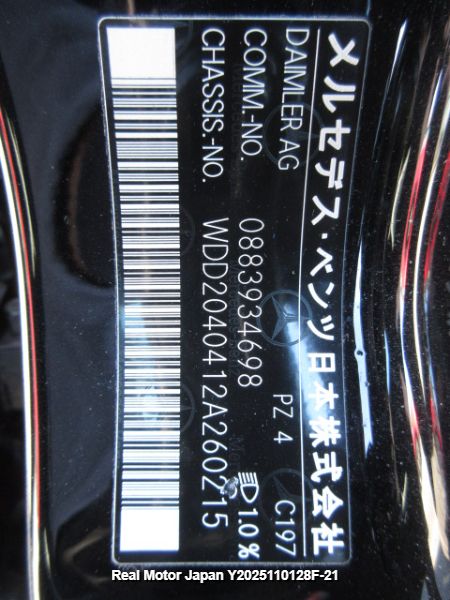 メルセデス・ベンツ日本株式会社
DAIMLER AG PZ 4 C197
COMM.-NO. 0883934698 1.0%
CHASSIS.-NO. WDD2040412A260215
Real Motor Japan Y2025110128F-21